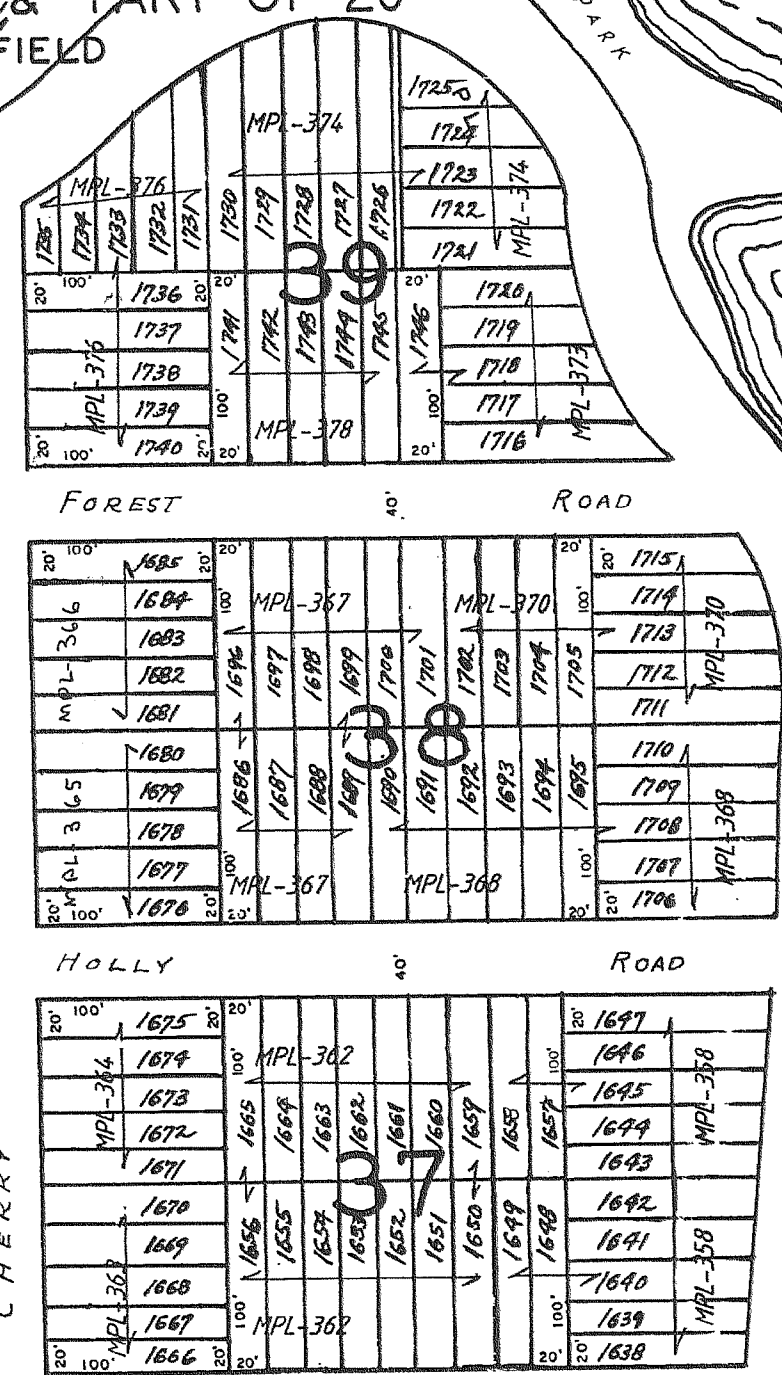 & PART OF 20
FIELD
PARK
MPL-374
1725
1724
1723
1722
1721
MPL-374
MPL-376
1735 1734 1733 1732 1731 1730 1729 1728 1727 1726
39
20' 100' 1736 20' 20' 20' 1720
1737 1719
1738 1718
1739 1717
20' 100' 1740 20' 20' 20' 1716
MPL-376
1741 1742 1743 1744 1745 1746
100' 100'
MPL-378
MPL-373
FOREST 40' ROAD
20' 100' 1685 20' 20' 20' 20' 1715
1684 1714
1683 1713
1682 1712
1681 1711
MPL-366
100' MPL-367 MPL-370 100'
MPL-370
1696 1697 1698 1699 1700 1701 1702 1703 1704 1705
38
1680 1710
1679 1709
1678 1708
1677 1707
20' 100' 1676 20' 20' 20' 20' 1706
MPL-365
1686 1687 1688 1689 1690 1691 1692 1693 1694 1695
100' MPL-367 MPL-368 100'
MPL-368
HOLLY 40' ROAD
20' 100' 1675 20' 20' 20' 1647
1674 1646
1673 1645
1672 1644
1671 1643
MPL-364
100' MPL-362 100'
MPL-358
1665 1664 1663 1662 1661 1660 1659 1658 1657
37
1670 1642
1669 1641
1668 1640
1667 1639
20' 100' 1666 20' 20' 20' 20' 1638
MPL-363
1656 1655 1654 1653 1652 1651 1650 1649 1648
100' MPL-362 100'
MPL-358
CHERRY